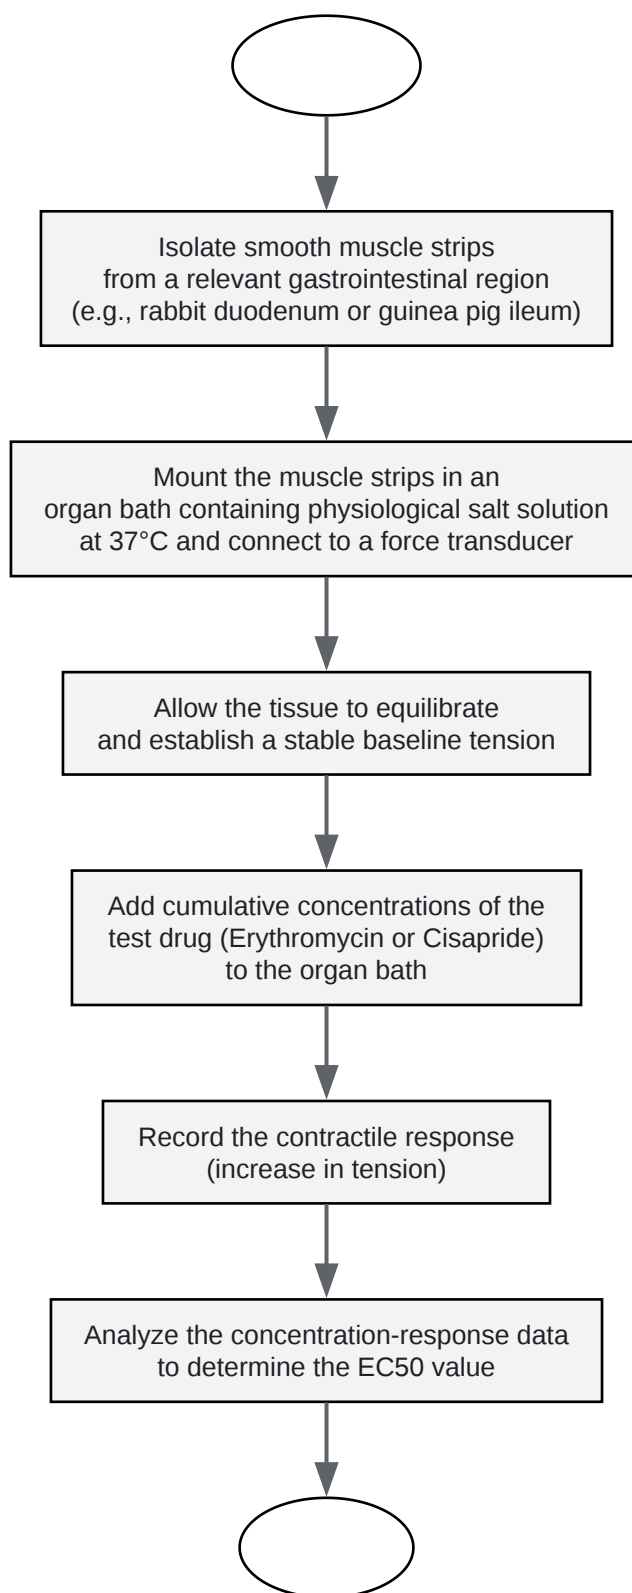 Isolate smooth muscle strips
from a relevant gastrointestinal region
(e.g., rabbit duodenum or guinea pig ileum)
Mount the muscle strips in an
organ bath containing physiological salt solution
at 37°C and connect to a force transducer
Allow the tissue to equilibrate
and establish a stable baseline tension
Add cumulative concentrations of the
test drug (Erythromycin or Cisapride)
to the organ bath
Record the contractile response
(increase in tension)
Analyze the concentration-response data
to determine the EC50 value